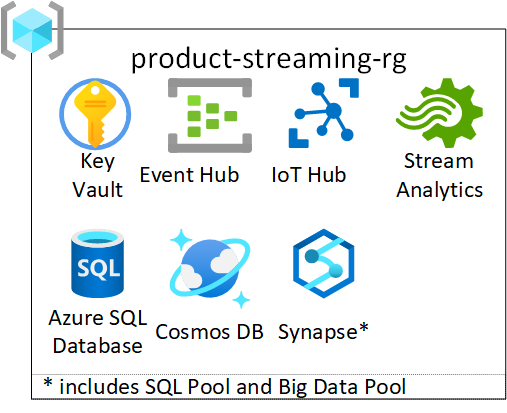 product-streaming-rg
Key
Vault
Event Hub
IoT Hub
Stream
Analytics
SQL
Azure SQL
Database
Cosmos DB
Synapse*
* includes SQL Pool and Big Data Pool